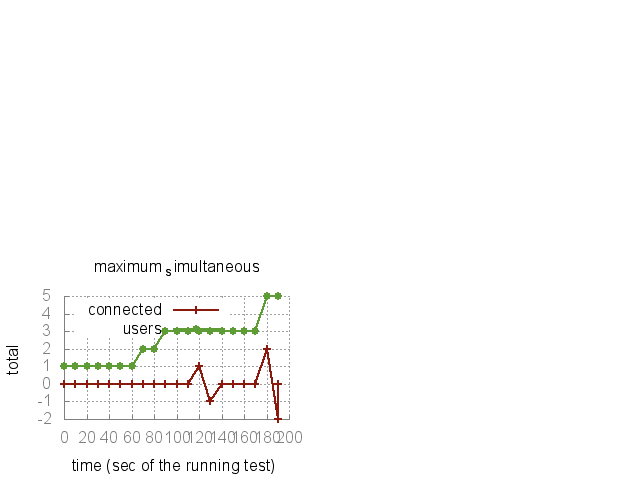 maximum simultaneous
5
connected
4
users
3
2
1
0
-1
-2
total
0 20 40 60 80 100 120 140 160 180 200
time (sec of the running test)